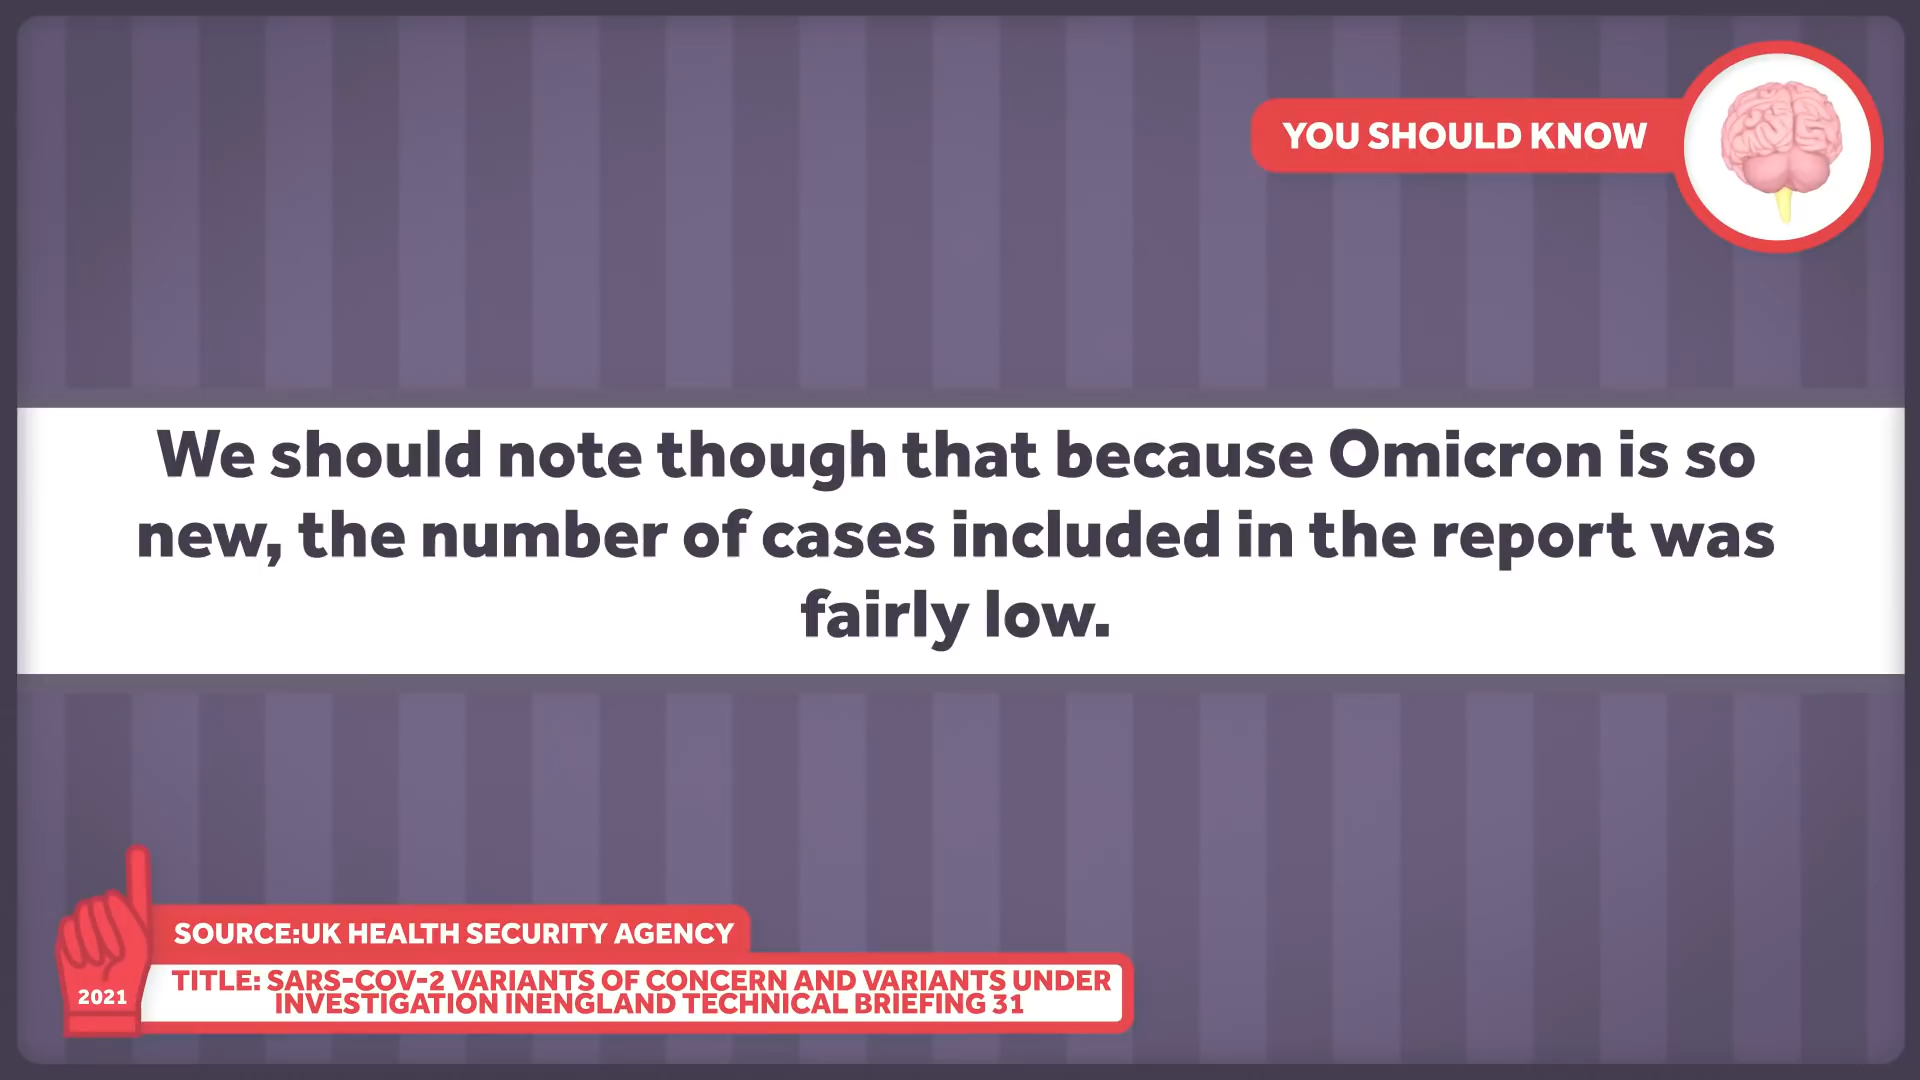 YOU SHOULD KNOW
We should note though that because Omicron is so
new, the number of cases included in the report was
fairly low.
SOURCE:UK HEALTH SECURITY AGENCY
TITLE: SARS-COV-2 VARIANTS OF CONCERN AND VARIANTS UNDER
INVESTIGATION INENGLAND TECHNICAL BRIEFING 31
2021